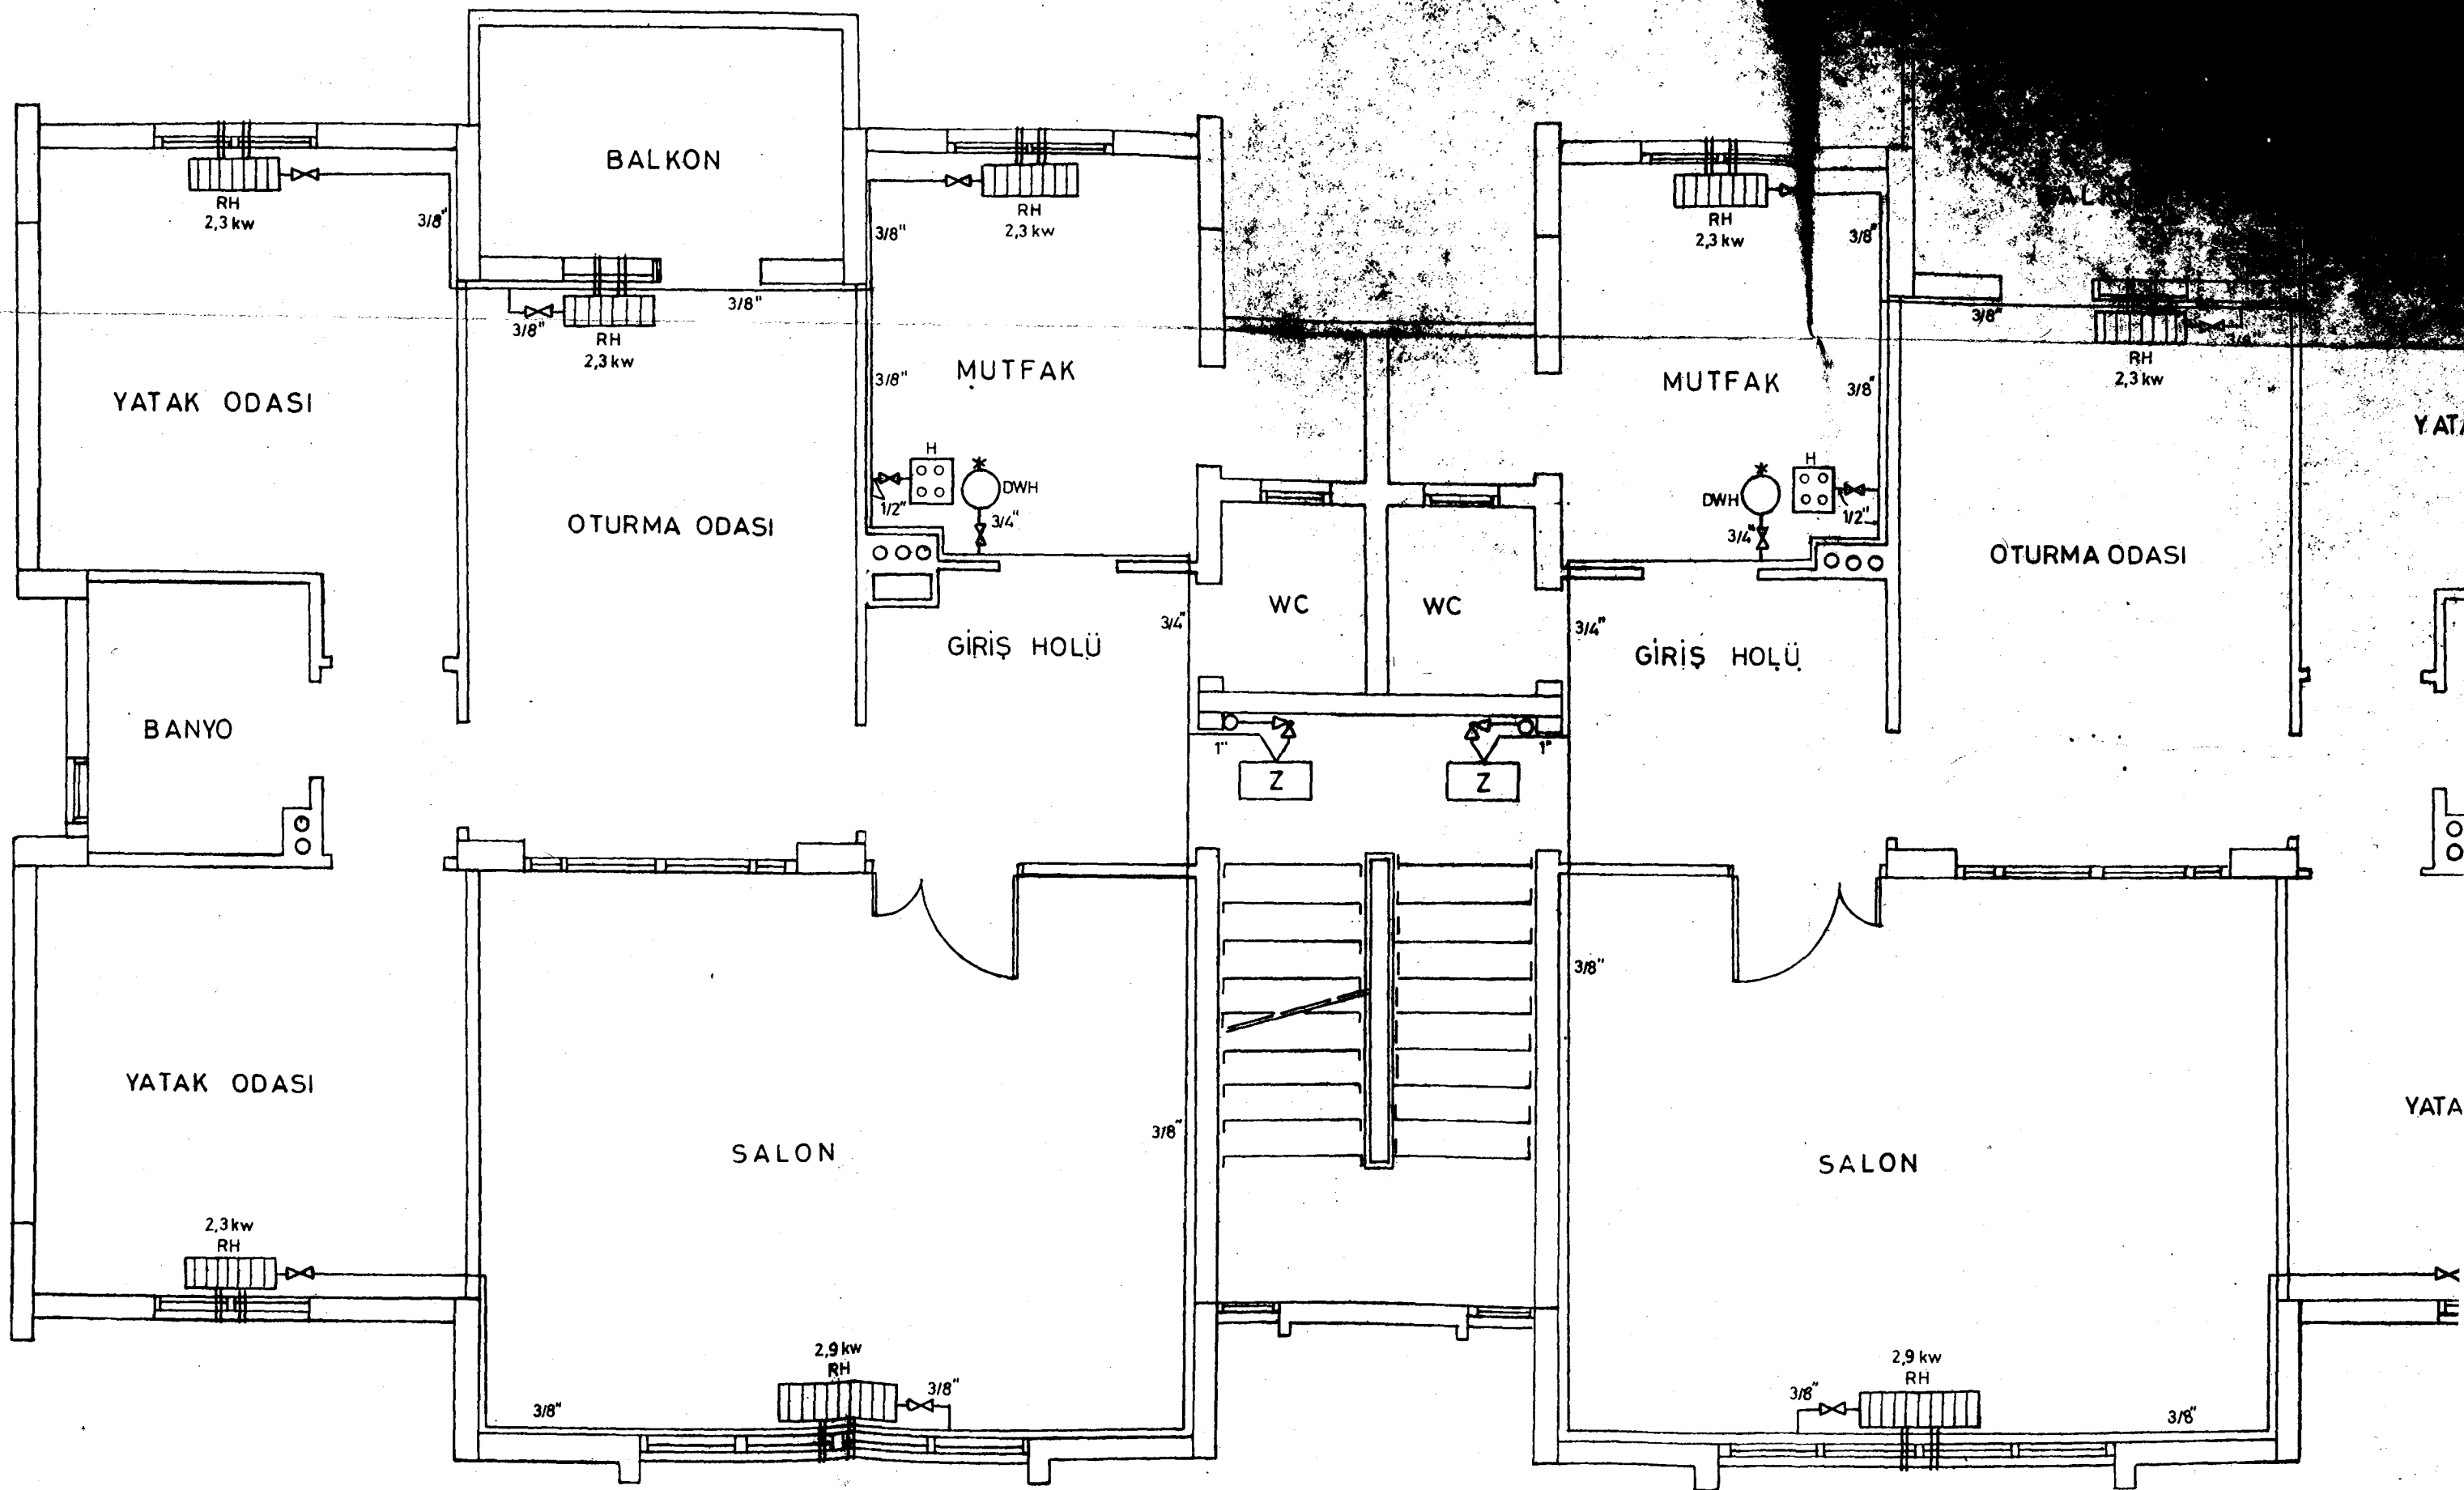 BALKON
RH
2,3 kw
3/8"
3/8"
RH
2,3 kw
RH
2,3 kw
3/8"
3/8"
3/8"
RH
2,3 kw
3/8"
3/8"
RH
2,3 kw
YATAK ODASI
MUTFAK
3/8"
MUTFAK
3/8"
H
DWH
1/2"
3/4"
H
DWH
1/2"
3/4"
OTURMA ODASI
OTURMA ODASI
WC
WC
3/4"
3/4"
GİRİŞ HOLÜ
GİRİŞ HOLÜ
BANYO
1"
1"
Z
Z
3/8"
YATAK ODASI
3/8"
SALON
SALON
2,3 kw
RH
2,9 kw
RH
3/8"
3/8"
2,9 kw
RH
3/8"
3/8"